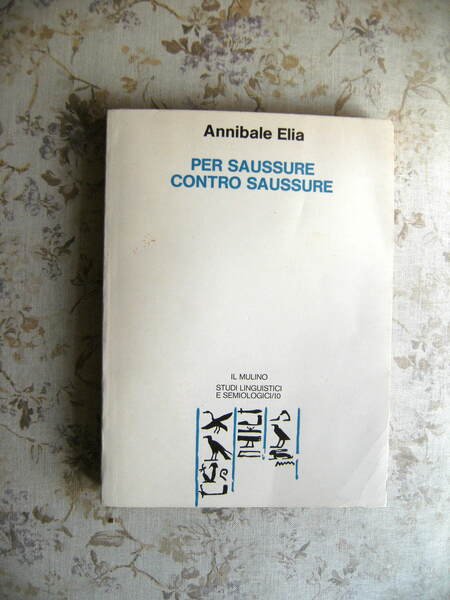 Annibale Elia
PER SAUSSURE
CONTRO SAUSSURE
IL MULINO
STUDI LINGUISTICI
E SEMIOLOGICI/10